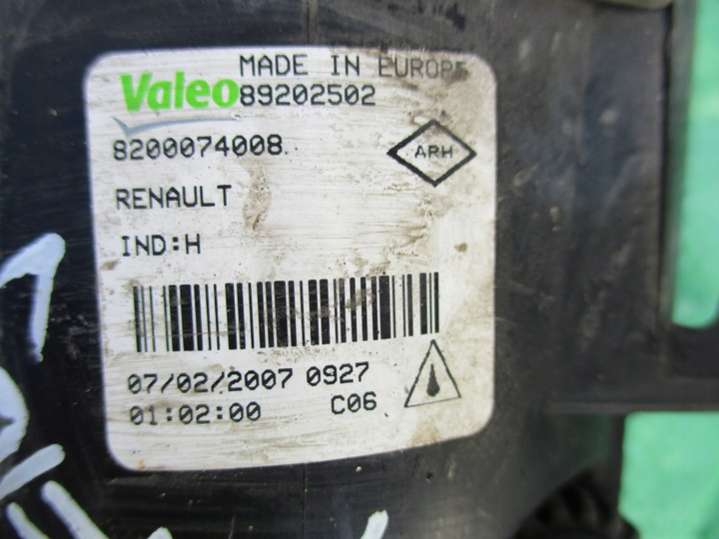 MADE IN EUROPE
Valeo 89202502
8200074008
ARH
RENAULT
IND:H
07/02/2007 0927
01:02:00 C06